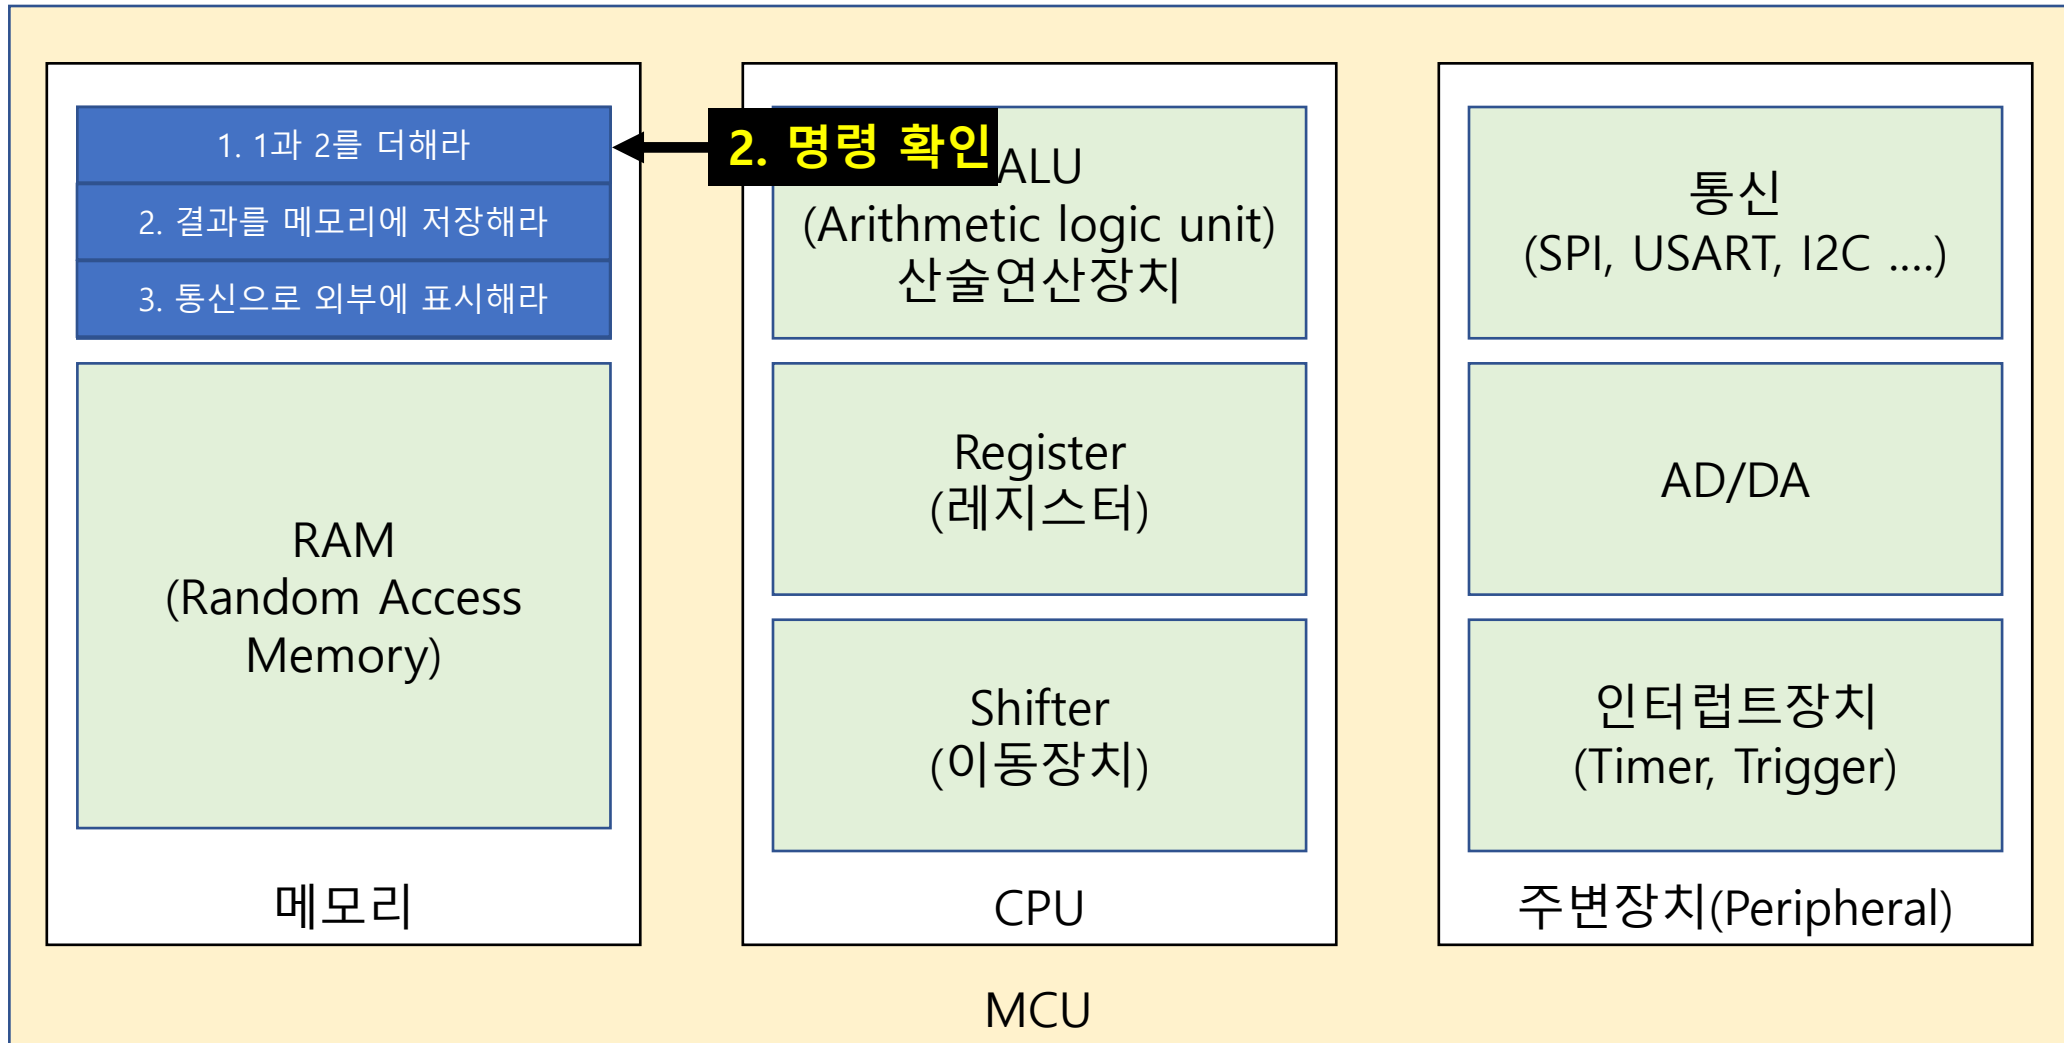 1. 1과 2를 더해라
2. 결과를 메모리에 저장해라
3. 통신으로 외부에 표시해라
RAM
(Random Access
Memory)
메모리
2. 명령 확인
ALU
(Arithmetic logic unit)
산술연산장치
Register
(레지스터)
Shifter
(이동장치)
CPU
통신
(SPI, USART, I2C ....)
AD/DA
인터럽트장치
(Timer, Trigger)
주변장치(Peripheral)
MCU